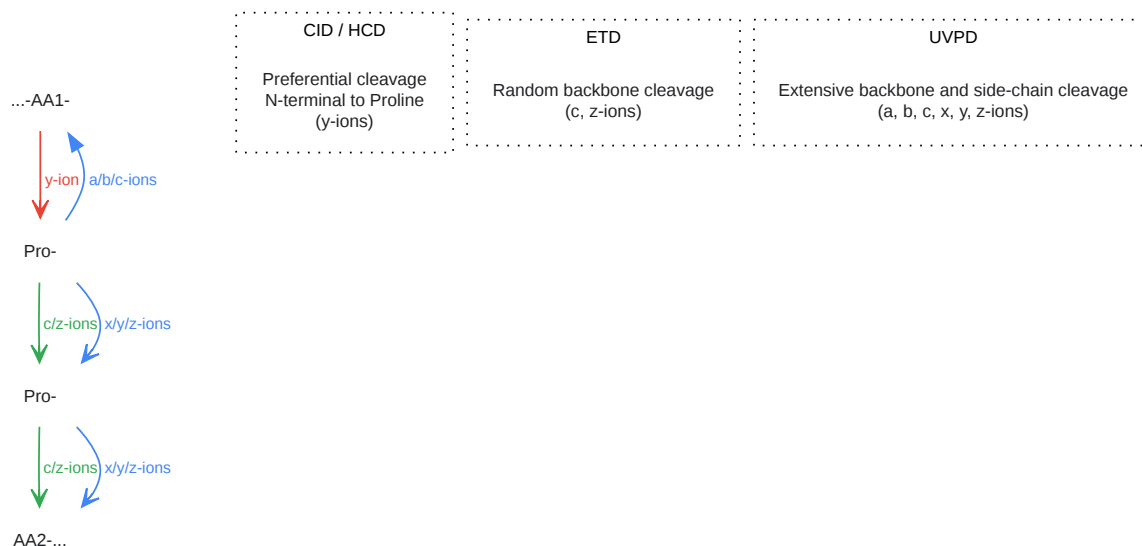 CID / HCD
Preferential cleavage
N-terminal to Proline
(y-ions)
ETD
Random backbone cleavage
(c, z-ions)
UVPD
Extensive backbone and side-chain cleavage
(a, b, c, x, y, z-ions)
...-AA1-
y-ion
a/b/c-ions
Pro-
c/z-ions
x/y/z-ions
Pro-
c/z-ions
x/y/z-ions
AA2-...